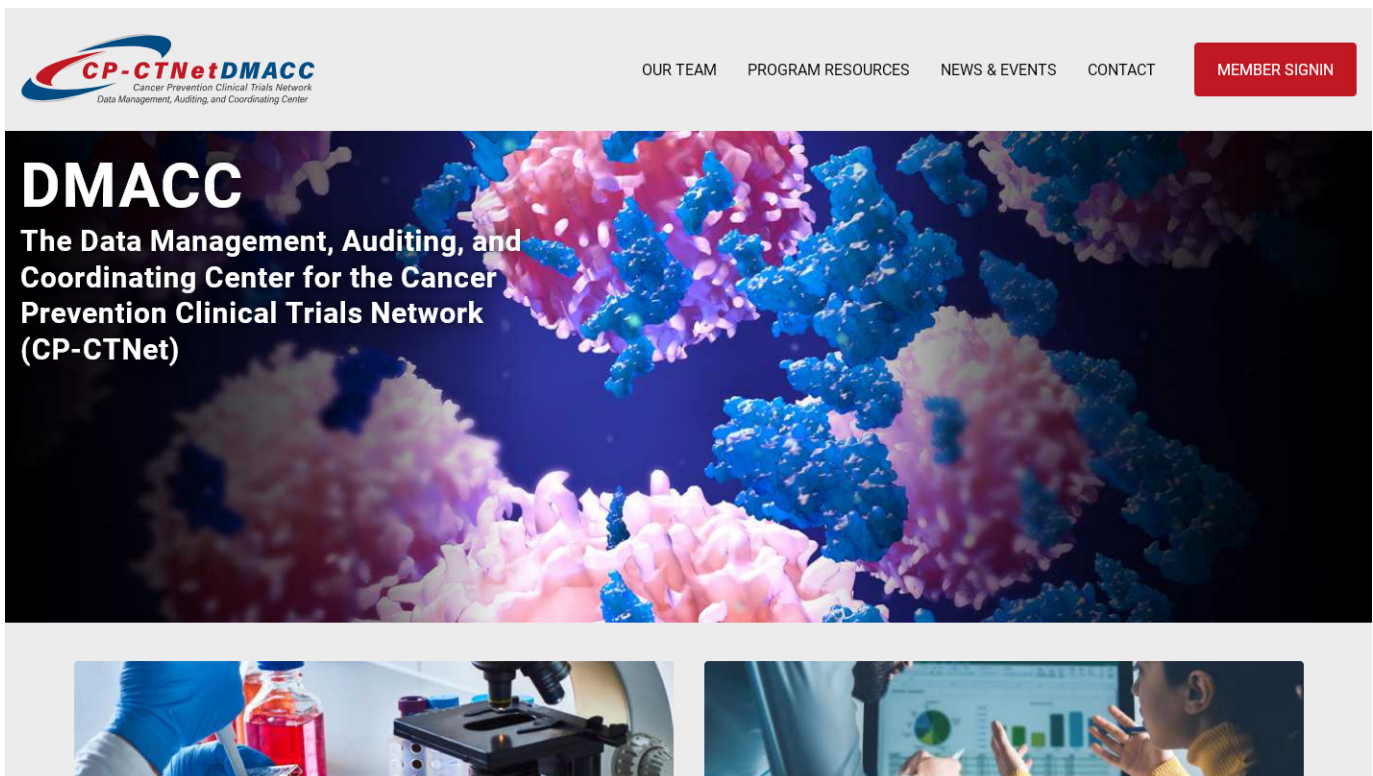 CP-CTNetDMACC
Cancer Prevention Clinical Trials Network
Data Management, Auditing, and Coordinating Center
OUR TEAM
PROGRAM RESOURCES
NEWS & EVENTS
CONTACT
MEMBER SIGNIN
DMACC
The Data Management, Auditing, and
Coordinating Center for the Cancer
Prevention Clinical Trials Network
(CP-CTNet)